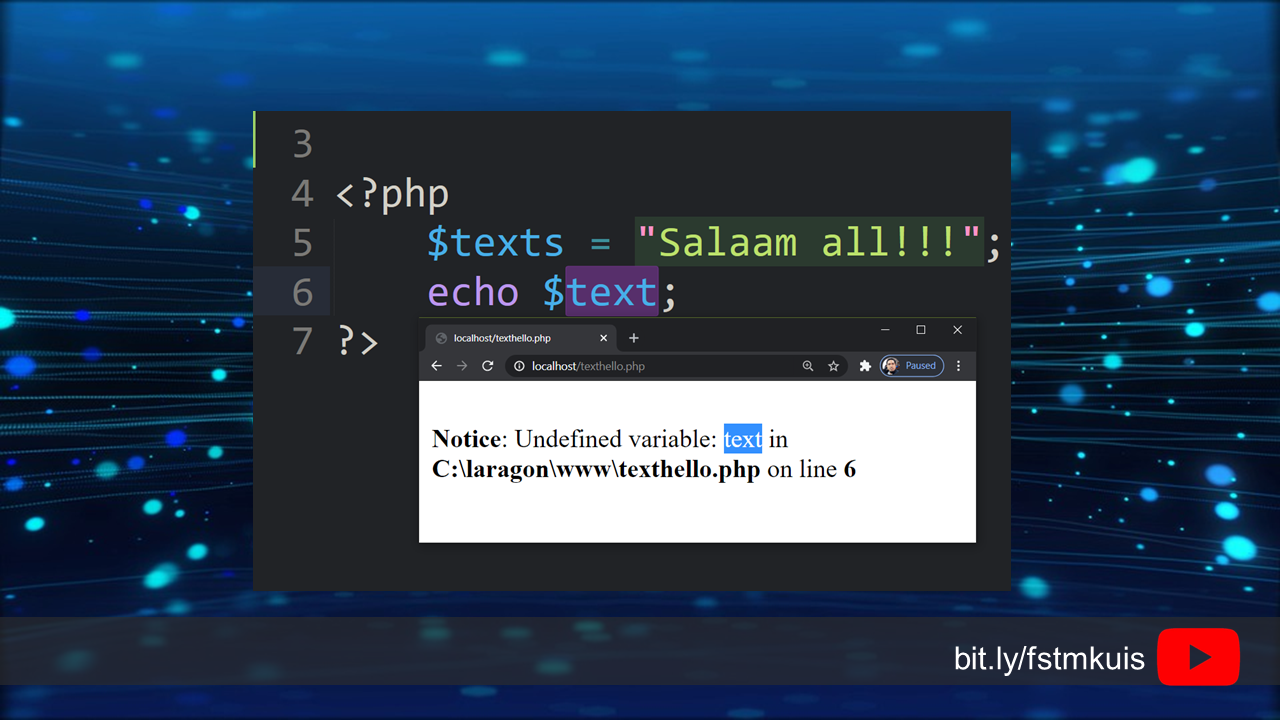 3
4 <?php
5 $texts = "Salaam all!!!";
6 echo $text;
7 ?>
localhost/texthello.php
localhost/texthello.php
Paused
Notice: Undefined variable: text in
C:\laragon\www\texthello.php on line 6
bit.ly/fstmkuis